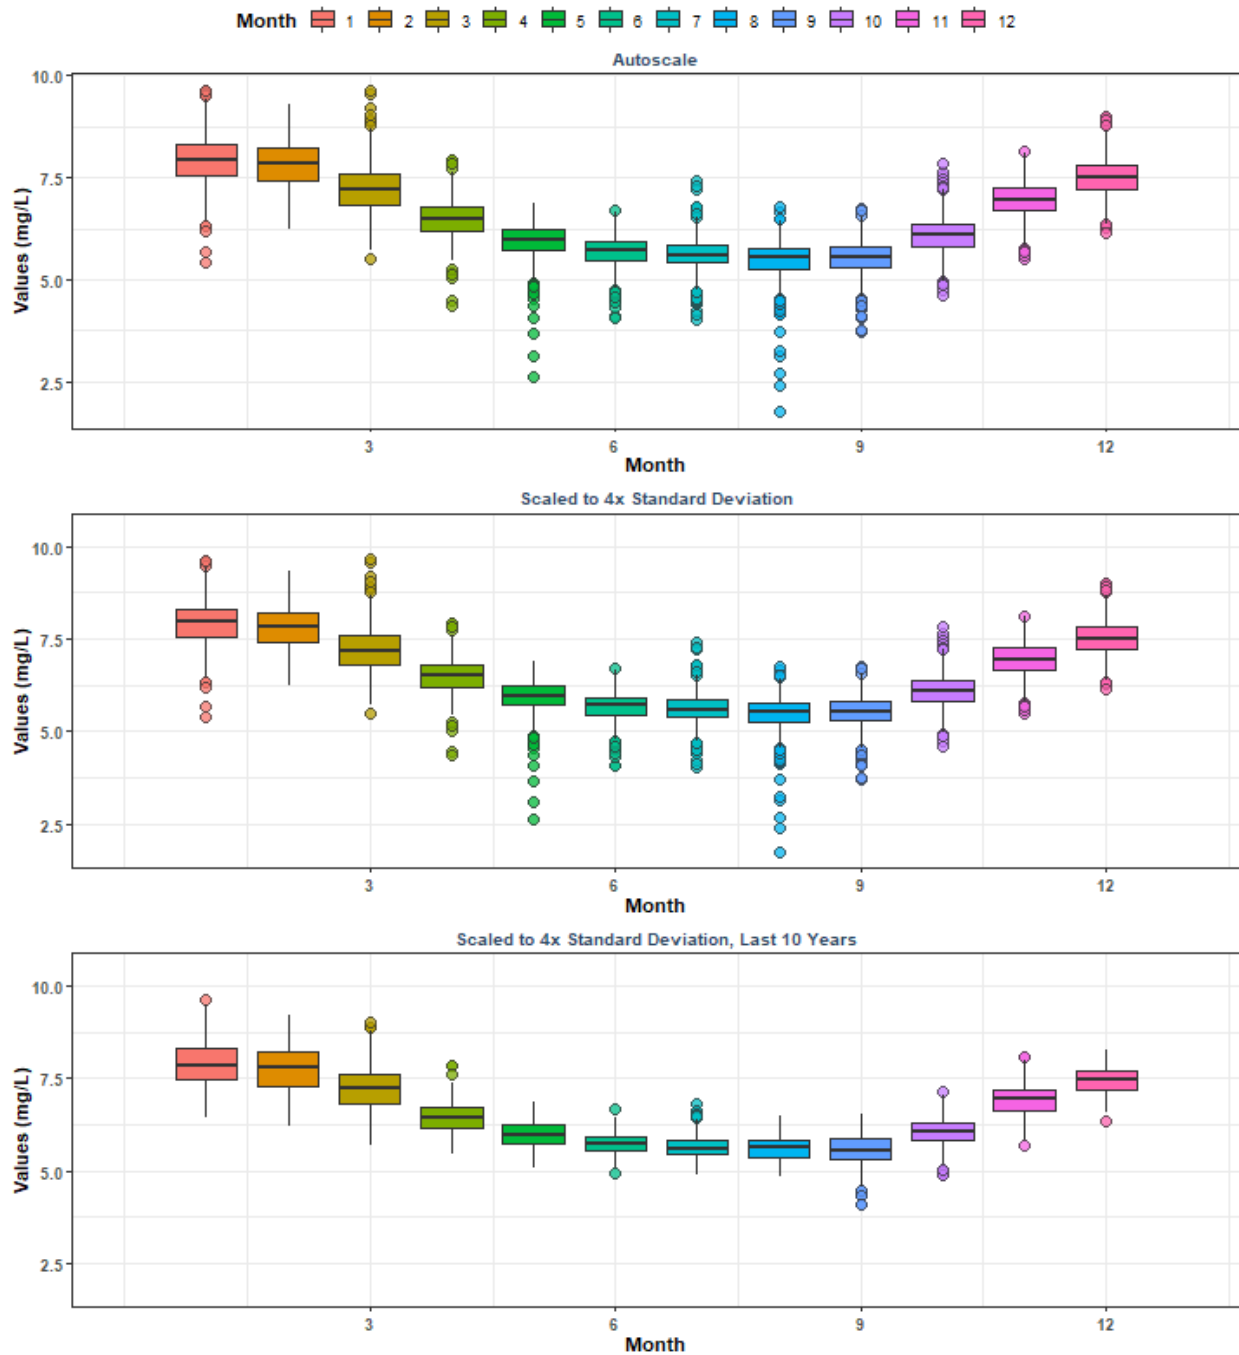 Month 1 2 3 4 5 6 7 8 9 10 11 12
Autoscale
Values (mg/L)
10.0
7.5
5.0
2.5
3 6 9 12
Month
Scaled to 4x Standard Deviation
Values (mg/L)
10.0
7.5
5.0
2.5
3 6 9 12
Month
Scaled to 4x Standard Deviation, Last 10 Years
Values (mg/L)
10.0
7.5
5.0
2.5
3 6 9 12
Month